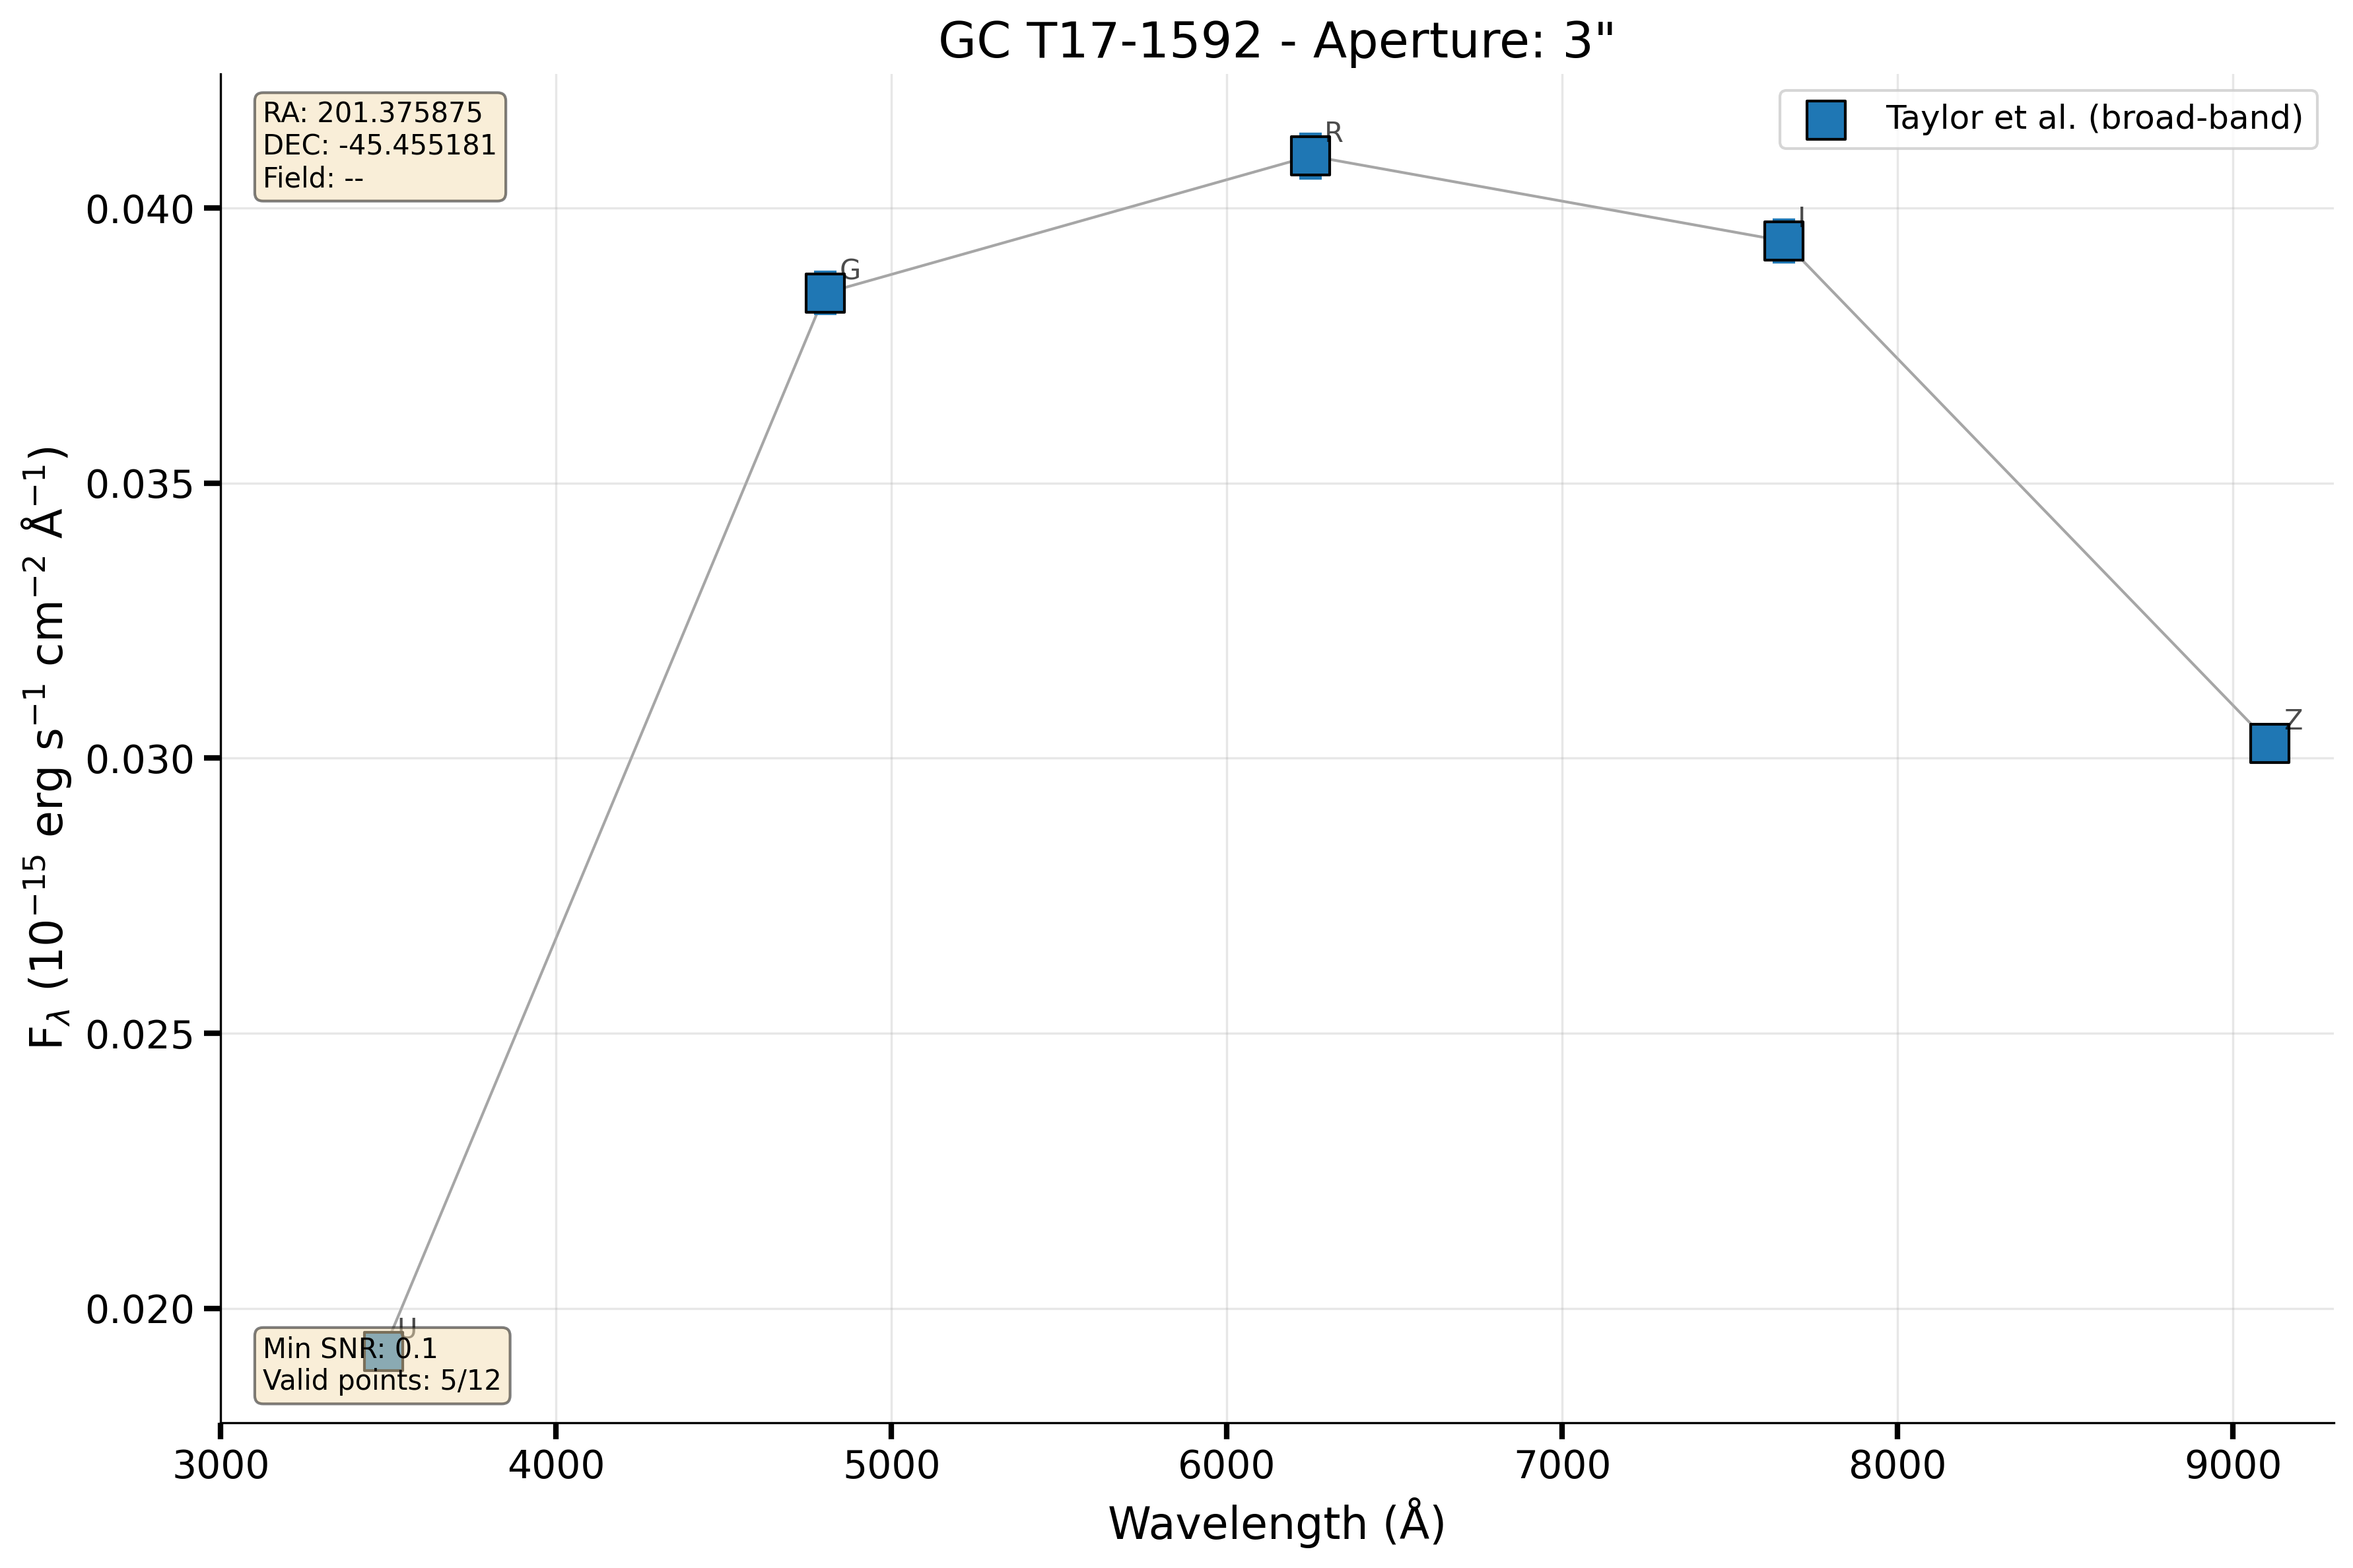 GC T17-1592 - Aperture: 3"
RA: 201.375875
DEC: -45.455181
Field: --
Taylor et al. (broad-band)
R
I
G
Z
U
Min SNR: 0.1
Valid points: 5/12
0.040
0.035
0.030
0.025
0.020
F_λ (10⁻¹⁵ erg s⁻¹ cm⁻² Å⁻¹)
3000 4000 5000 6000 7000 8000 9000
Wavelength (Å)